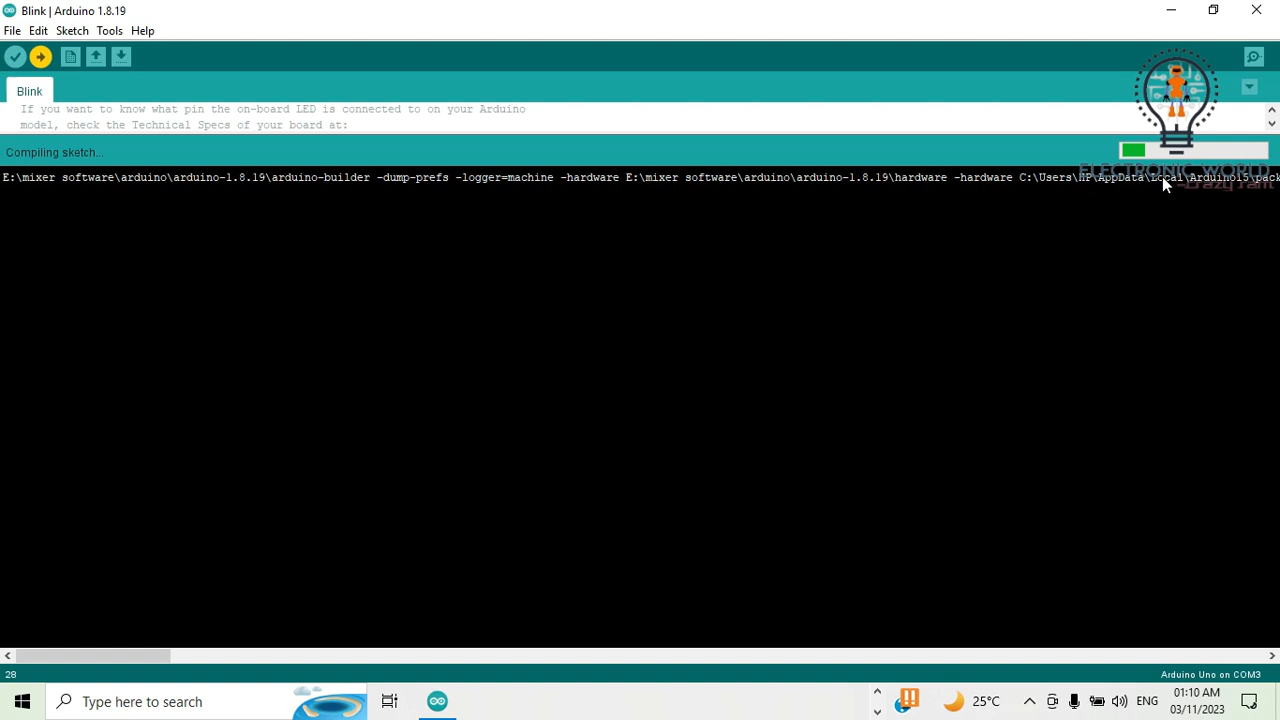 Blink | Arduino 1.8.19
File Edit Sketch Tools Help
Blink
If you want to know what pin the on-board LED is connected to on your Arduino
model, check the Technical Specs of your board at:
Compiling sketch...
ELECTRONIC WORLD
E:\mixer software\arduino\arduino-1.8.19\arduino-builder -dump-prefs -logger=machine -hardware E:\mixer software\arduino\arduino-1.8.19\hardware -hardware C:\Users\HP\AppData\Local\Arduino15\pack
-crazy ram
28
Arduino Uno on COM3
Type here to search
25°C
ENG
01:10 AM
03/11/2023